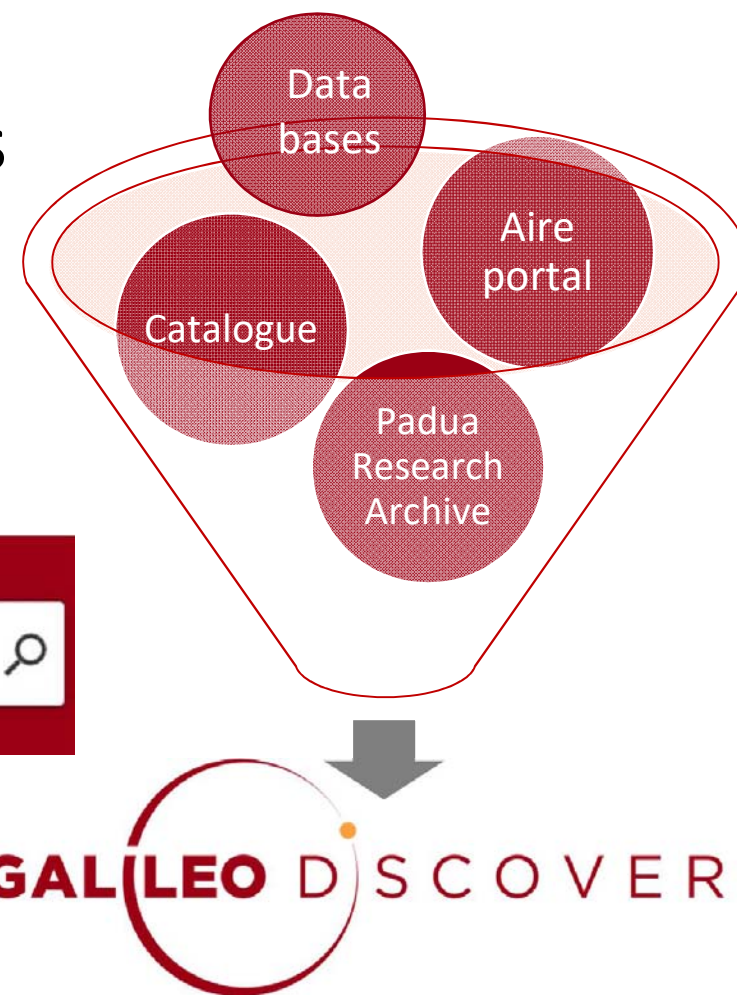 s
Data
bases
Aire
portal
Catalogue
Padua
Research
Archive
GALILEO DISCOVER